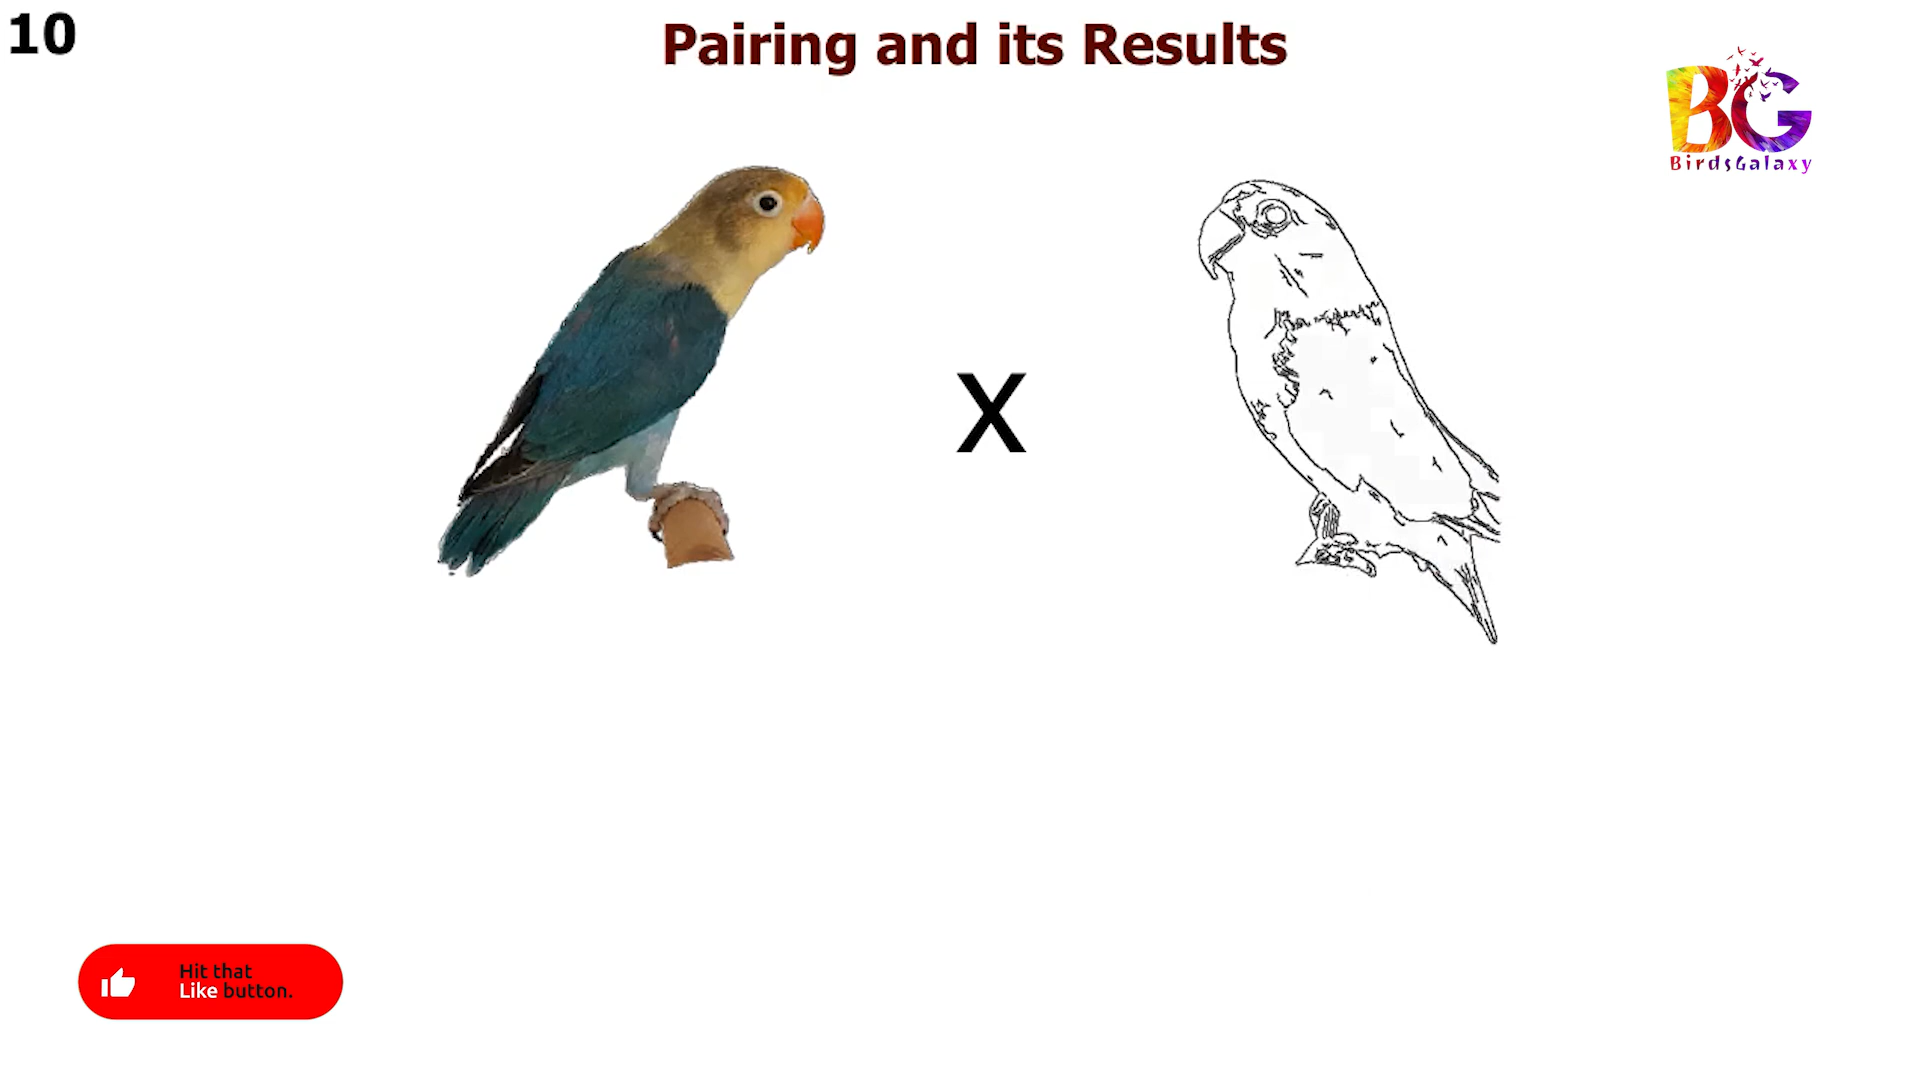 10
Pairing and its Results
BG
BirdsGalaxy
X
Hit that
Like button.